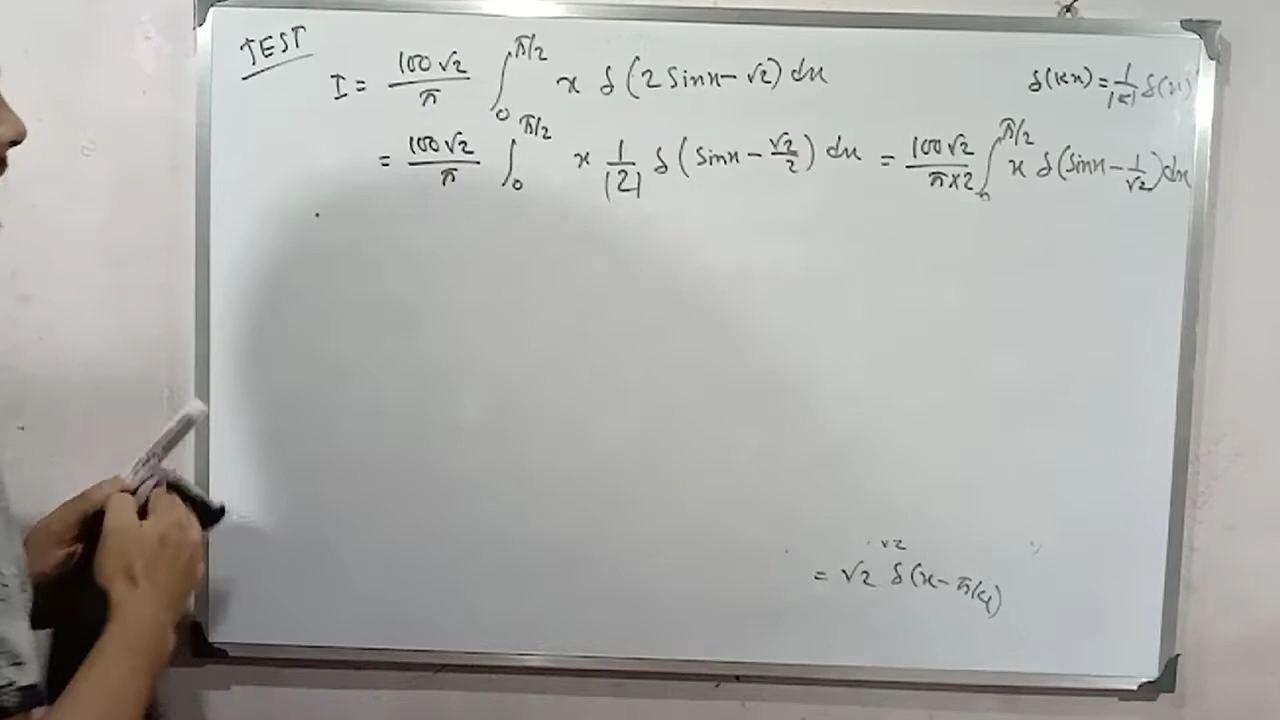 TEST
I = 100√2/π ∫₀^π/2 x δ(2 sinx − √2) dx
δ(kx) = 1/|k| δ(x)
= 100√2/π ∫₀^π/2 x 1/|2| δ(sinx − √2/2) dx = 100√2/π×2 ∫₀^π/2 x δ(sinx − 1/√2) dx
√2
= √2 δ(x − π/4)